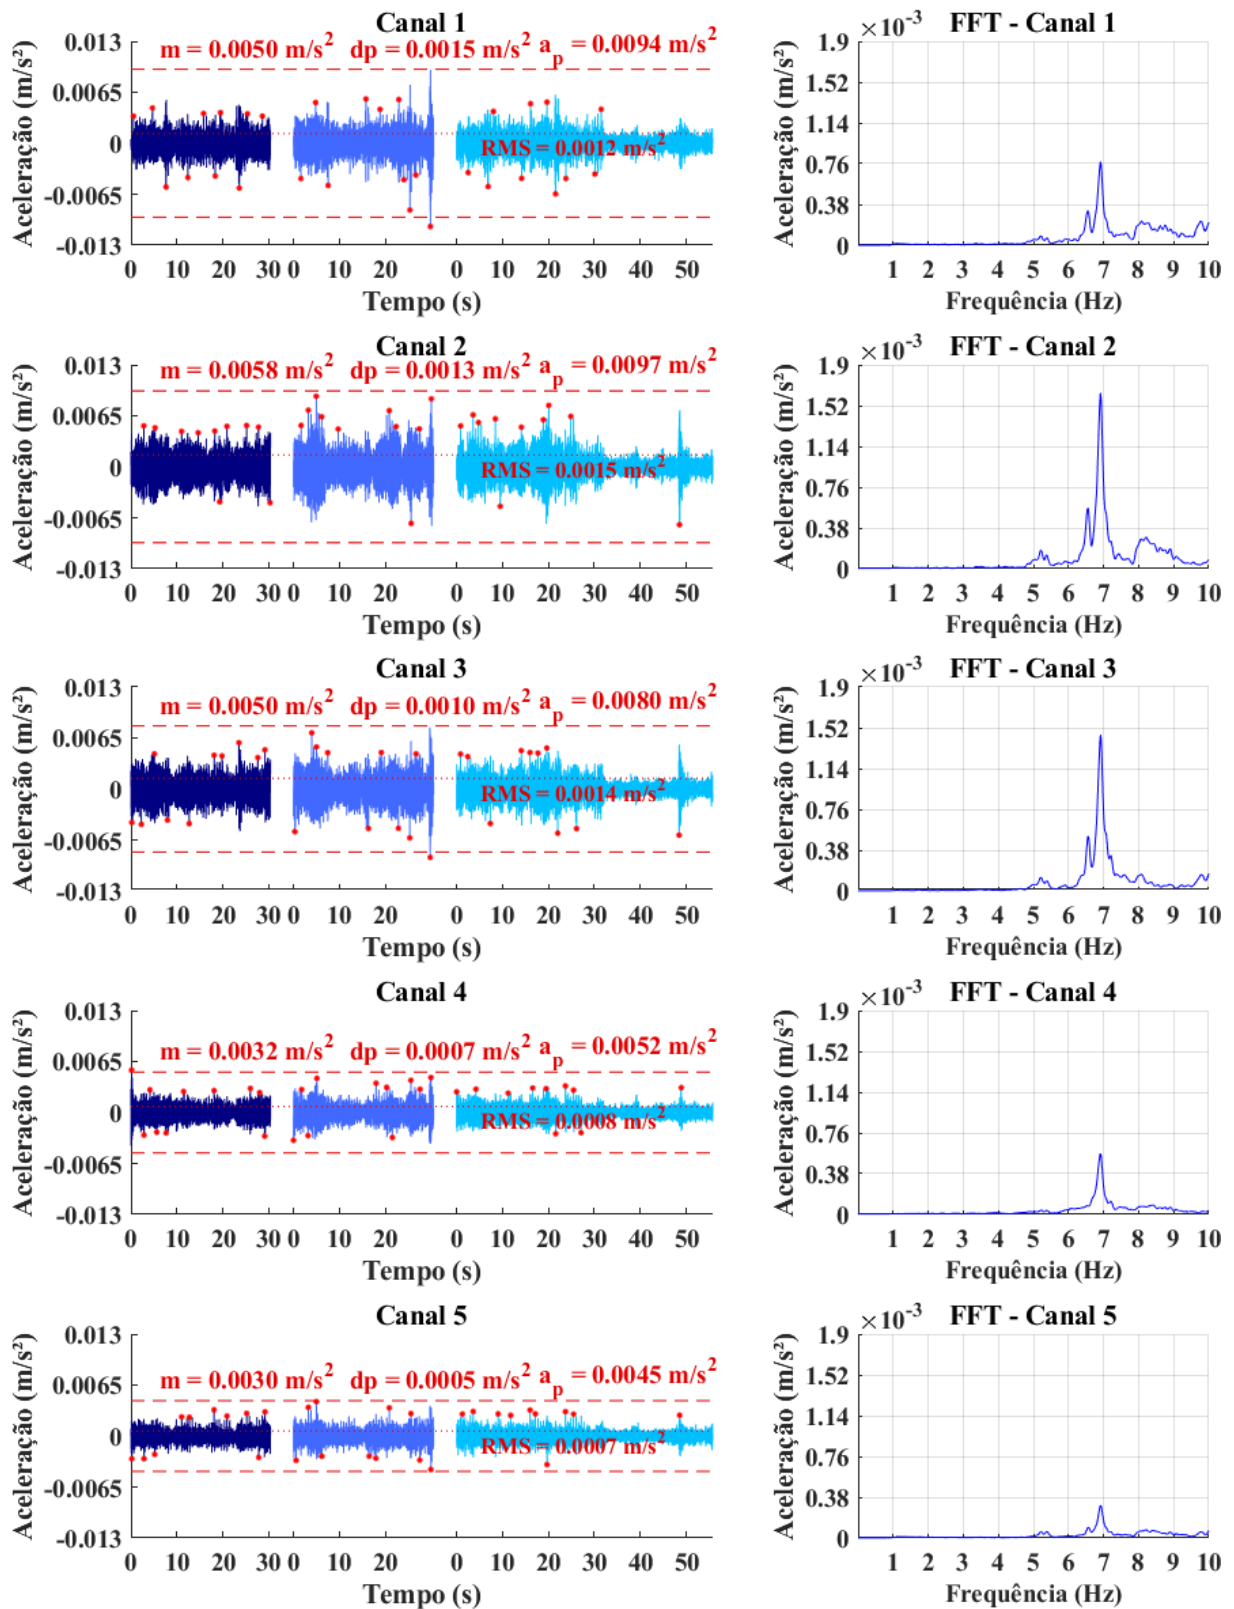 Canal 1
m = 0.0050 m/s² dp = 0.0015 m/s² aₚ = 0.0094 m/s²
0.013
0.0065
0
-0.0065
-0.013
RMS = 0.0012 m/s²
0 10 20 30 0 10 20 0 10 20 30 40 50
Tempo (s)
Aceleração (m/s²)
FFT - Canal 1
×10⁻³
1.9
1.52
1.14
0.76
0.38
0
1 2 3 4 5 6 7 8 9 10
Frequência (Hz)
Aceleração (m/s²)
Canal 2
m = 0.0058 m/s² dp = 0.0013 m/s² aₚ = 0.0097 m/s²
0.013
0.0065
0
-0.0065
-0.013
RMS = 0.0015 m/s²
0 10 20 30 0 10 20 0 10 20 30 40 50
Tempo (s)
Aceleração (m/s²)
FFT - Canal 2
×10⁻³
1.9
1.52
1.14
0.76
0.38
0
1 2 3 4 5 6 7 8 9 10
Frequência (Hz)
Aceleração (m/s²)
Canal 3
m = 0.0050 m/s² dp = 0.0010 m/s² aₚ = 0.0080 m/s²
0.013
0.0065
0
-0.0065
-0.013
RMS = 0.0014 m/s²
0 10 20 30 0 10 20 0 10 20 30 40 50
Tempo (s)
Aceleração (m/s²)
FFT - Canal 3
×10⁻³
1.9
1.52
1.14
0.76
0.38
0
1 2 3 4 5 6 7 8 9 10
Frequência (Hz)
Aceleração (m/s²)
Canal 4
m = 0.0032 m/s² dp = 0.0007 m/s² aₚ = 0.0052 m/s²
0.013
0.0065
0
-0.0065
-0.013
RMS = 0.0008 m/s²
0 10 20 30 0 10 20 0 10 20 30 40 50
Tempo (s)
Aceleração (m/s²)
FFT - Canal 4
×10⁻³
1.9
1.52
1.14
0.76
0.38
0
1 2 3 4 5 6 7 8 9 10
Frequência (Hz)
Aceleração (m/s²)
Canal 5
m = 0.0030 m/s² dp = 0.0005 m/s² aₚ = 0.0045 m/s²
0.013
0.0065
0
-0.0065
-0.013
RMS = 0.0007 m/s²
0 10 20 30 0 10 20 0 10 20 30 40 50
Tempo (s)
Aceleração (m/s²)
FFT - Canal 5
×10⁻³
1.9
1.52
1.14
0.76
0.38
0
1 2 3 4 5 6 7 8 9 10
Frequência (Hz)
Aceleração (m/s²)